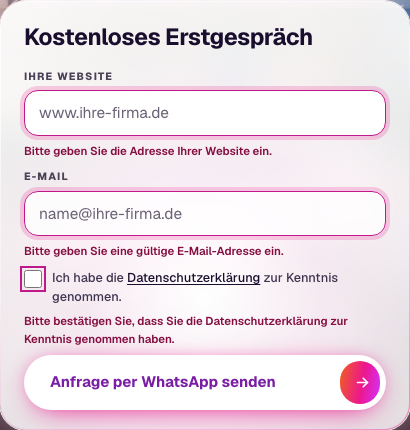 Kostenloses Erstgespräch
IHRE WEBSITE
www.ihre-firma.de
Bitte geben Sie die Adresse Ihrer Website ein.
E-MAIL
name@ihre-firma.de
Bitte geben Sie eine gültige E-Mail-Adresse ein.
Ich habe die Datenschutzerklärung zur Kenntnis
genommen.
Bitte bestätigen Sie, dass Sie die Datenschutzerklärung zur
Kenntnis genommen haben.
Anfrage per WhatsApp senden